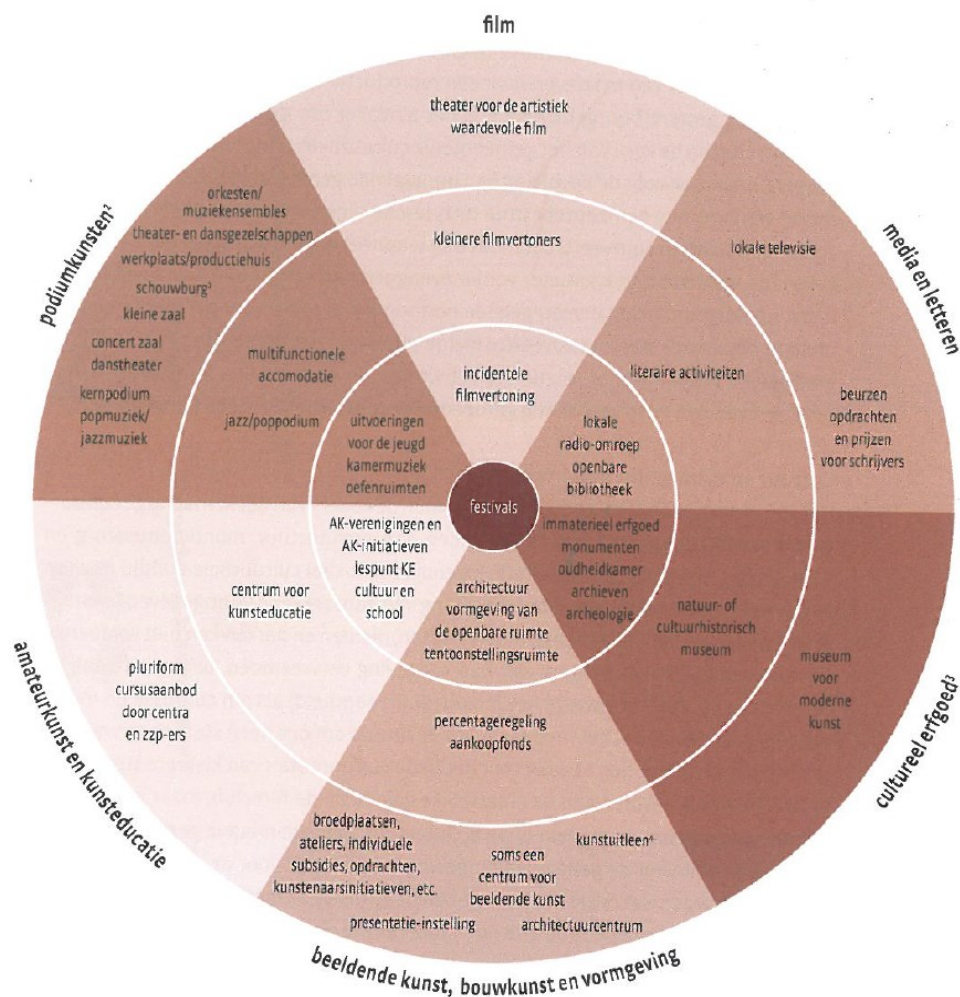 film
theater voor de artistiek
waardevolle film
kleinere filmvertoners
incidentele
filmvertoning
media en letteren
lokale televisie
literaire activiteiten
beurzen
opdrachten
en prijzen
voor schrijvers
lokale
radio-omroep
openbare
bibliotheek
cultureel erfgoed³
immaterieel erfgoed
monumenten
oudheidkamer
archieven
archeologie
natuur- of
cultuurhistorisch
museum
museum
voor
moderne
kunst
beeldende kunst, bouwkunst en vormgeving
architectuur
vormgeving van
de openbare ruimte
tentoonstellingsruimte
percentageregeling
aankoopfonds
broedplaatsen,
ateliers, individuele
subsidies, opdrachten,
kunstenaarsinitiatieven, etc.
soms een
centrum voor
beeldende kunst
kunstuitleen⁴
presentatie-instelling
architectuurcentrum
amateurkunst en kunsteducatie
AK-verenigingen en
AK-initiatieven
lespunt KE
cultuur en
school
centrum voor
kunsteducatie
pluriform
cursusaanbod
door centra
en zzp-ers
podiumkunsten²
orkesten/
muziekensembles
theater- en dansgezelschappen
werkplaats/productiehuis
schouwburg³
kleine zaal
concert zaal
danstheater
kernpodium
popmuziek/
jazzmuziek
multifunctionele
accomodatie
jazz/poppodium
uitvoeringen
voor de jeugd
kamermuziek
oefenruimten
festivals